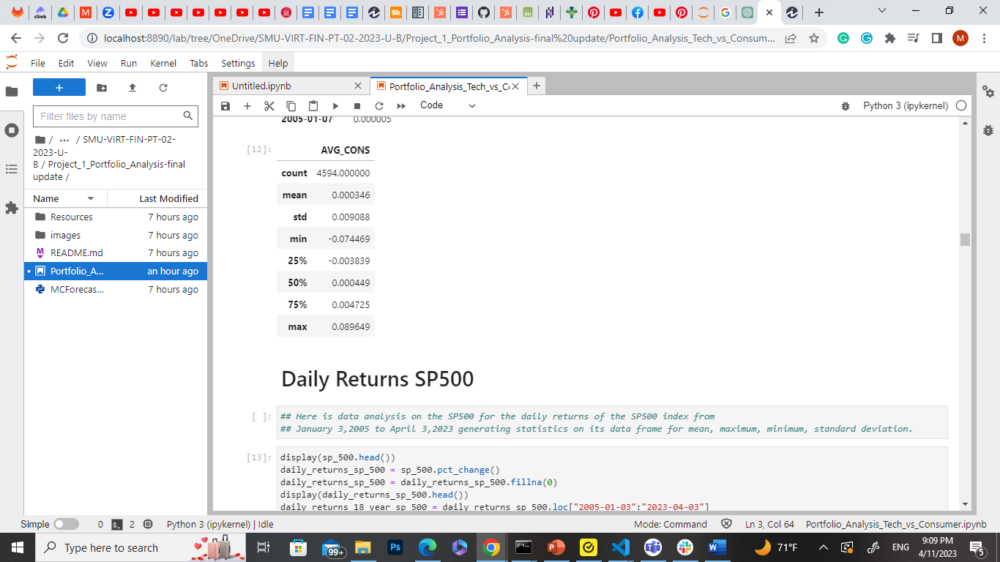 climb
M
Sh
localhost:8890/lab/tree/OneDrive/SMU-VIRT-FIN-PT-02-2023-U-B/Project_1_Portfolio_Analysis-final%20update/Portfolio_Analysis_Tech_vs_Consum...
M
File Edit View Run Kernel Tabs Settings Help
Untitled.ipynb
Portfolio_Analysis_Tech_vs_C
Code
Python 3 (ipykernel)
Filter files by name
/ ... / SMU-VIRT-FIN-PT-02-
2023-U-
B / Project_1_Portfolio_Analysis-final
update /
Name Last Modified
Resources 7 hours ago
images 7 hours ago
README.md 7 hours ago
Portfolio_A... an hour ago
MCForecas... 7 hours ago
2005-01-07 0.000005
[12]:
AVG_CONS
count 4594.000000
mean 0.000346
std 0.009088
min -0.074469
25% -0.003839
50% 0.000449
75% 0.004725
max 0.089649
Daily Returns SP500
[ ]:
## Here is data analysis on the SP500 for the daily returns of the SP500 index from
## January 3,2005 to April 3,2023 generating statistics on its data frame for mean, maximum, minimum, standard deviation.
[13]:
display(sp_500.head())
daily_returns_sp_500 = sp_500.pct_change()
daily_returns_sp_500 = daily_returns_sp_500.fillna(0)
display(daily_returns_sp_500.head())
daily_returns_18_year_sp_500 = daily_returns_sp_500.loc["2005-01-03":"2023-04-03"]
Simple 0 2 Python 3 (ipykernel) | Idle
Mode: Command Ln 3, Col 64 Portfolio_Analysis_Tech_vs_Consumer.ipynb
Type here to search
99+
Ps
71°F
ENG
9:09 PM
4/11/2023
5